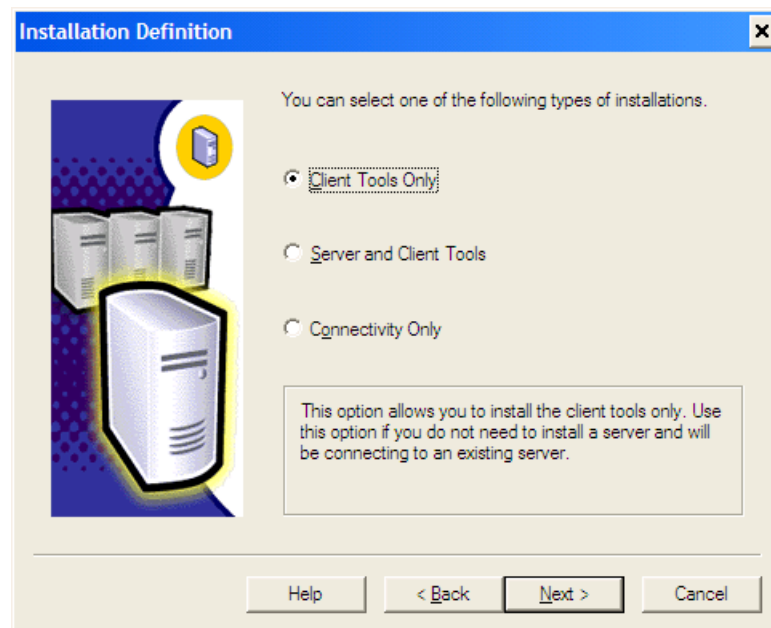 Installation Definition
You can select one of the following types of installations.
Client Tools Only
Server and Client Tools
Connectivity Only
This option allows you to install the client tools only. Use
this option if you do not need to install a server and will
be connecting to an existing server.
Help
< Back
Next >
Cancel